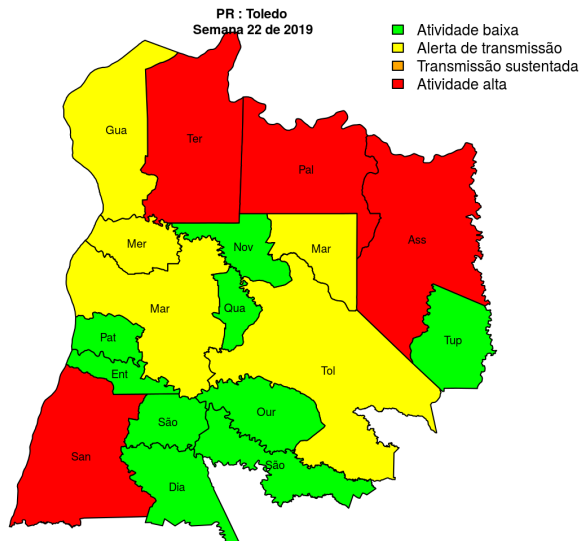 PR : Toledo
Semana 22 de 2019
Atividade baixa
Alerta de transmissão
Transmissão sustentada
Atividade alta
Gua
Ter
Pal
Ass
Mer
Nov
Mar
Mar
Qua
Pat
Tup
Ent
Tol
São
Our
San
São
Dia